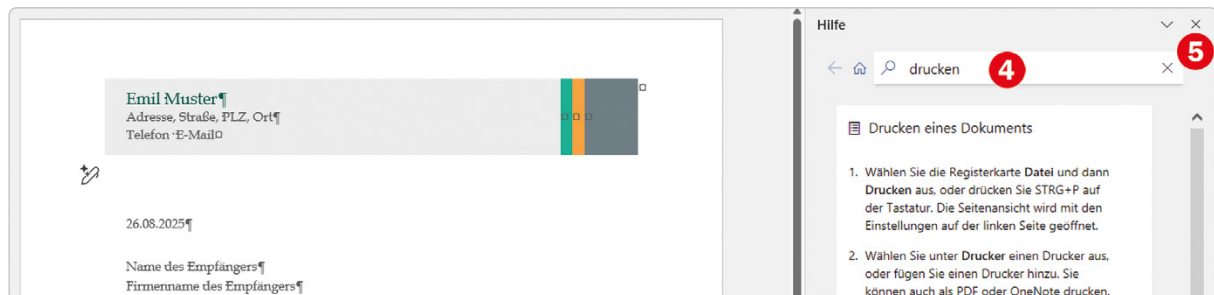 Emil Muster¶
Adresse, Straße, PLZ, Ort¶
Telefon·E-Mail¤
26.08.2025¶
Name des Empfängers¶
Firmenname des Empfängers¶
Hilfe
5
drucken
4
Drucken eines Dokuments
1. Wählen Sie die Registerkarte Datei und dann
Drucken aus, oder drücken Sie STRG+P auf
der Tastatur. Die Seitenansicht wird mit den
Einstellungen auf der linken Seite geöffnet.
2. Wählen Sie unter Drucker einen Drucker aus,
oder fügen Sie einen Drucker hinzu. Sie
können auch als PDF oder OneNote drucken.